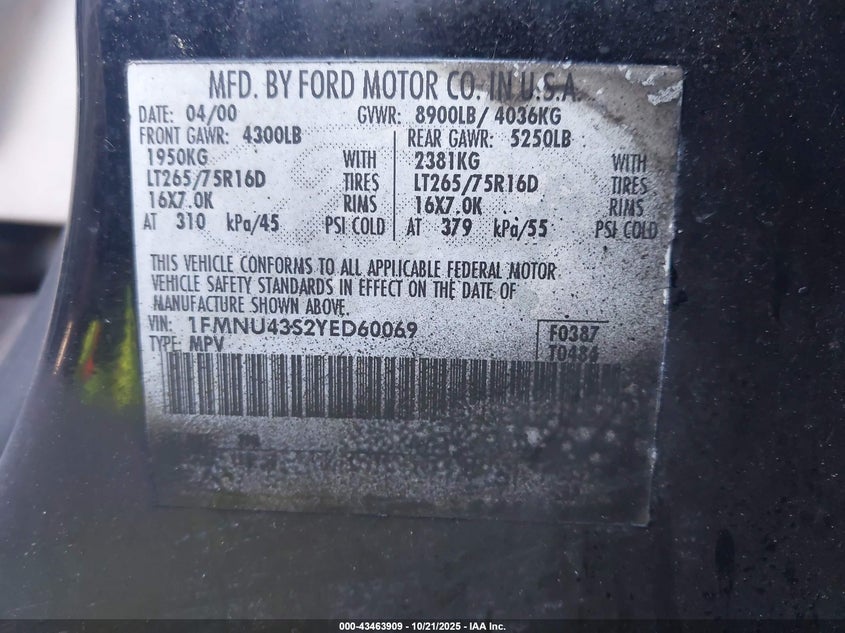 MFD. BY FORD MOTOR CO. IN U.S.A.
DATE: 04/00 GVWR: 8900LB/ 4036KG
FRONT GAWR: 4300LB REAR GAWR: 5250LB
1950KG WITH 2381KG WITH
LT265/75R16D TIRES LT265/75R16D TIRES
16X7.0K RIMS 16X7.0K RIMS
AT 310 kPa/45 PSI COLD AT 379 kPa/55 PSI COLD
THIS VEHICLE CONFORMS TO ALL APPLICABLE FEDERAL MOTOR
VEHICLE SAFETY STANDARDS IN EFFECT ON THE DATE OF
MANUFACTURE SHOWN ABOVE.
VIN: 1FMNU43S2YED60069 F0387
TYPE: MPV T0484
000-43463909 - 10/21/2025 - IAA Inc.